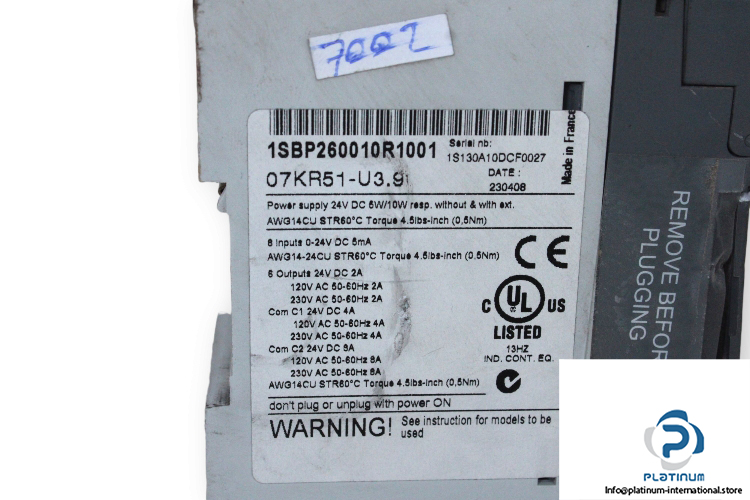 7002
1SBP260010R1001
Serial nb:
1S130A10DCF0027
07KR51-U3.9
DATE :
230408
Made in France
Power supply 24V DC 5W/10W resp. without & with ext.
AWG14CU STR60°C Torque 4.5lbs-inch (0,5Nm)
8 Inputs 0-24V DC 5mA
AWG14-24CU STR60°C Torque 4.5lbs-inch (0,5Nm)
6 Outputs 24V DC 2A
120V AC 50-60Hz 2A
230V AC 50-60Hz 2A
Com C1 24V DC 4A
120V AC 50-60Hz 4A
230V AC 50-60Hz 4A
Com C2 24V DC 8A
120V AC 50-60Hz 8A
230V AC 50-60Hz 8A
AWG14CU STR60°C Torque 4.5lbs-inch (0,5Nm)
CE
C UL US
LISTED
13HZ
IND. CONT. EQ.
don't plug or unplug with power ON
WARNING! See instruction for models to be
used
REMOVE BEFOR
PLUGGING
PLATINUM
Info@platinum-international.store